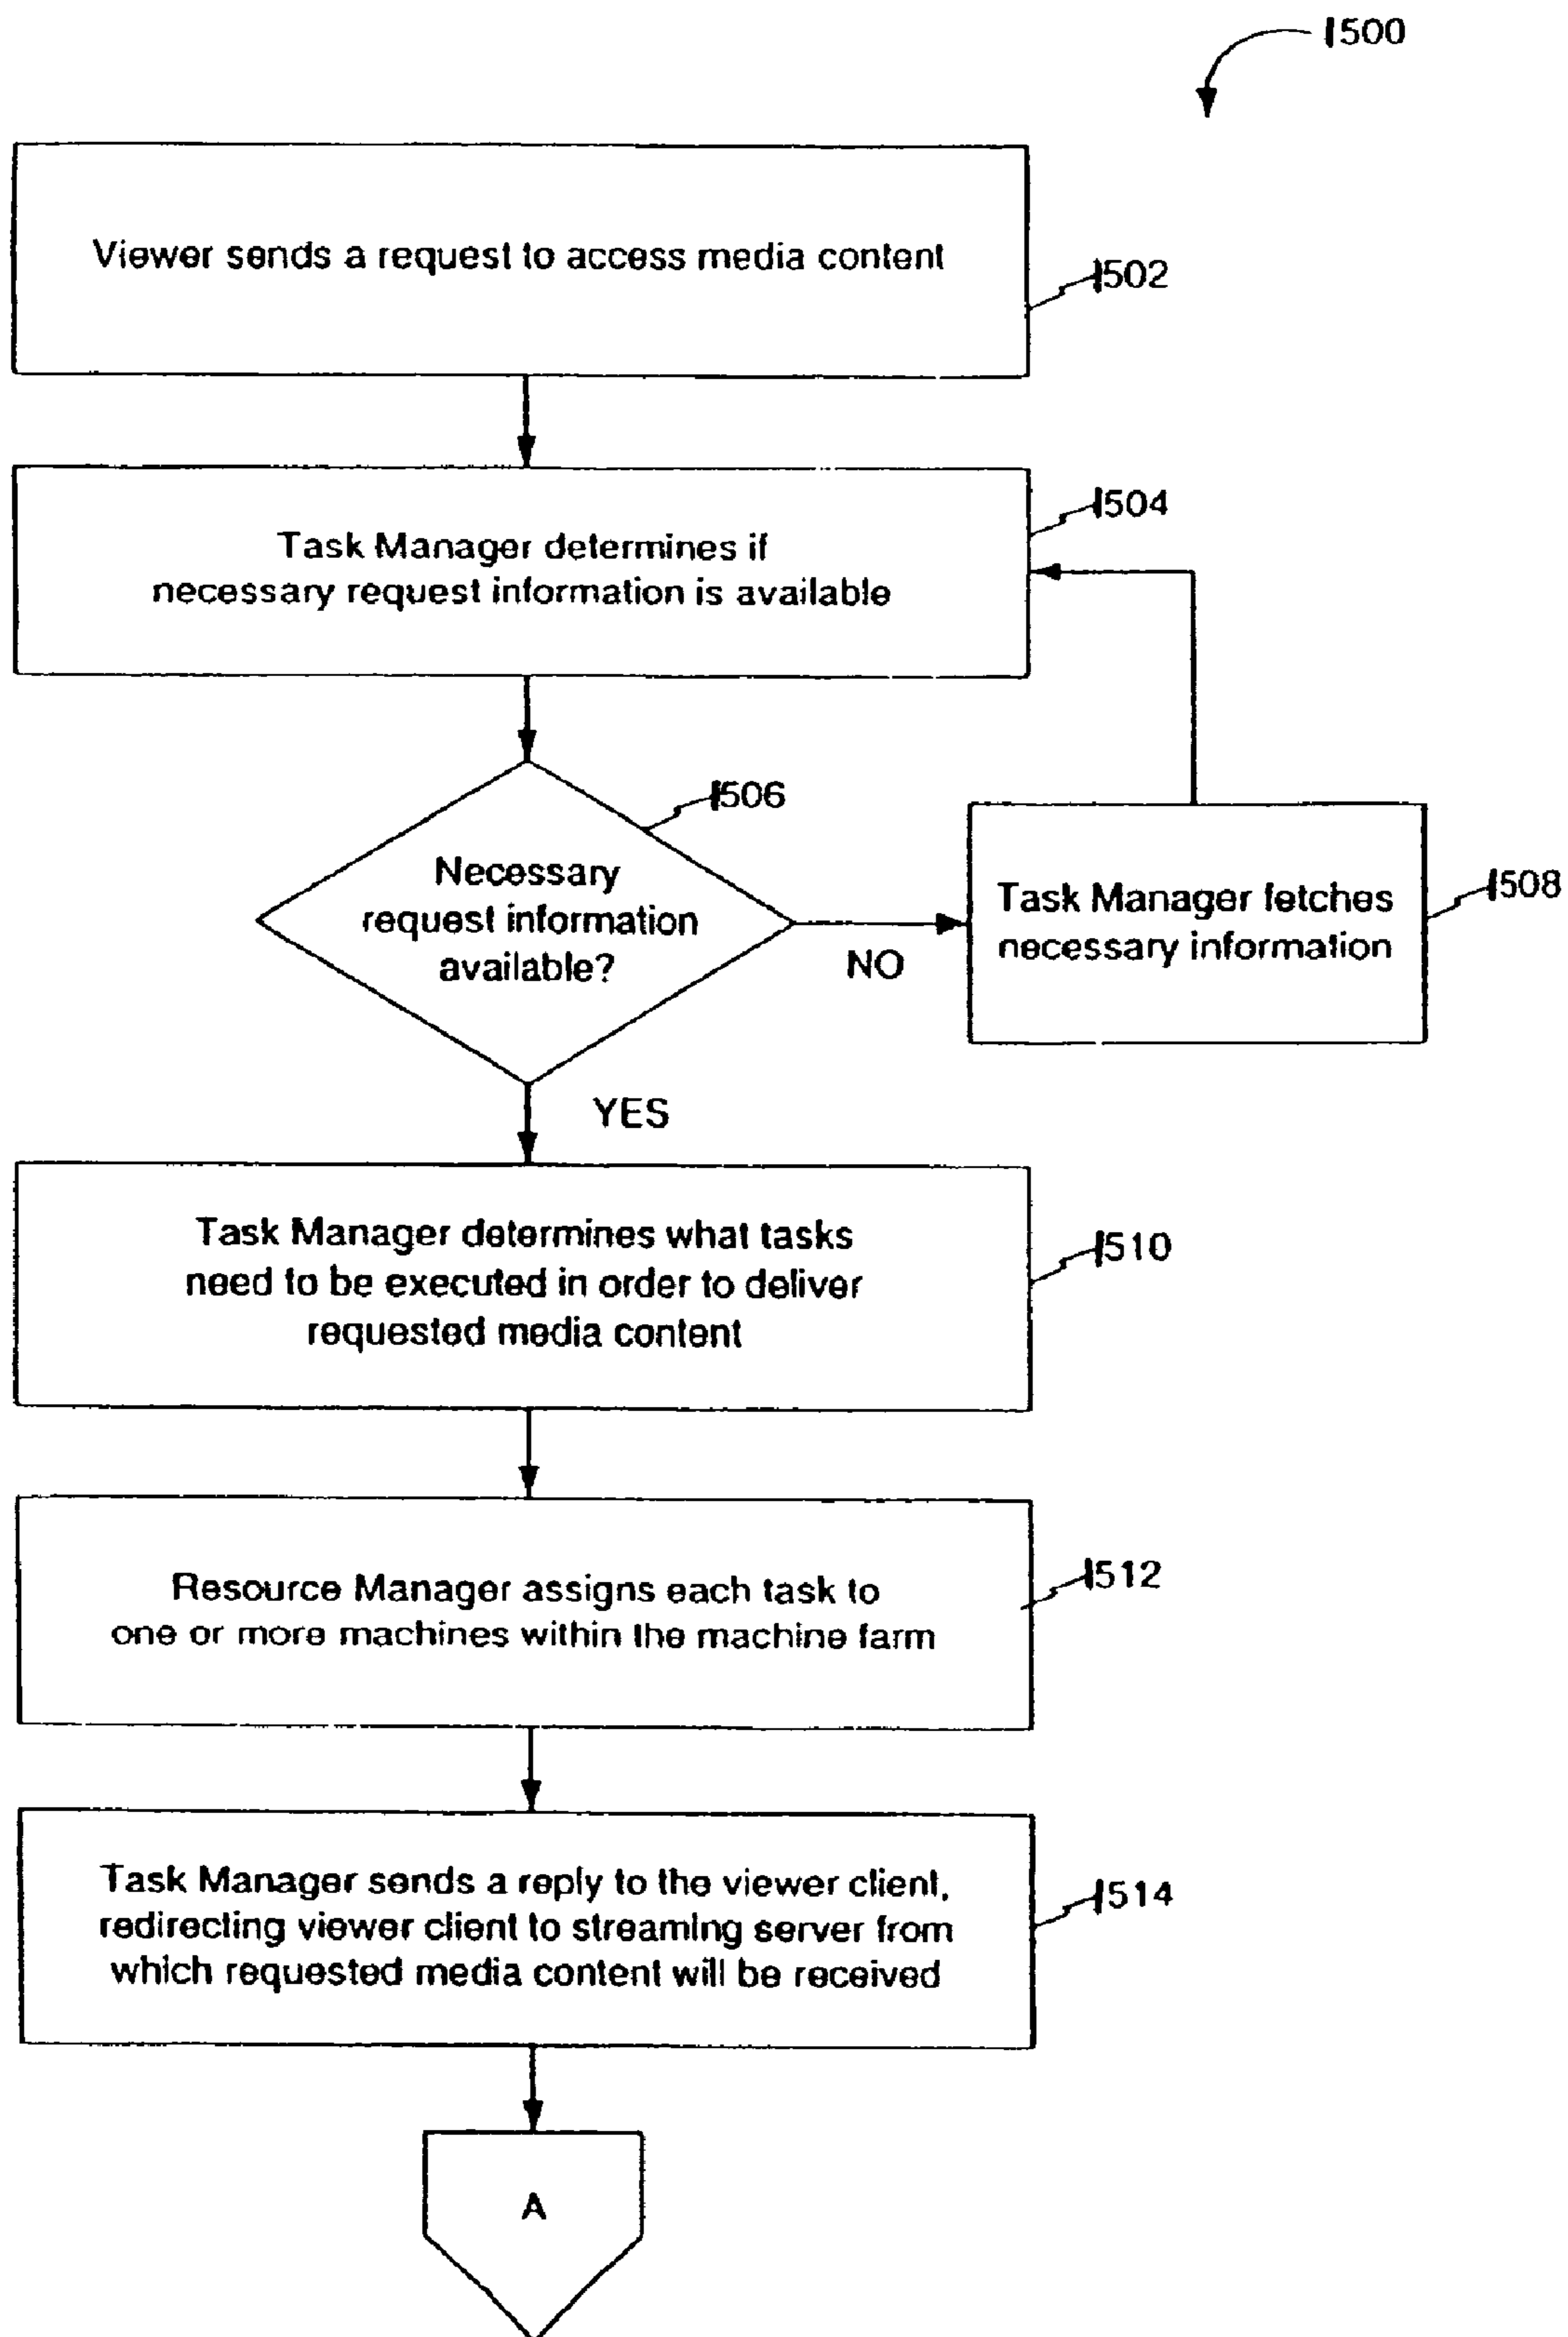 1500
Viewer sends a request to access media content
1502
Task Manager determines if
necessary request information is available
1504
Necessary
request information
available?
1506
NO
Task Manager fetches
necessary information
1508
YES
Task Manager determines what tasks
need to be executed in order to deliver
requested media content
1510
Resource Manager assigns each task to
one or more machines within the machine farm
1512
Task Manager sends a reply to the viewer client,
redirecting viewer client to streaming server from
which requested media content will be received
1514
A